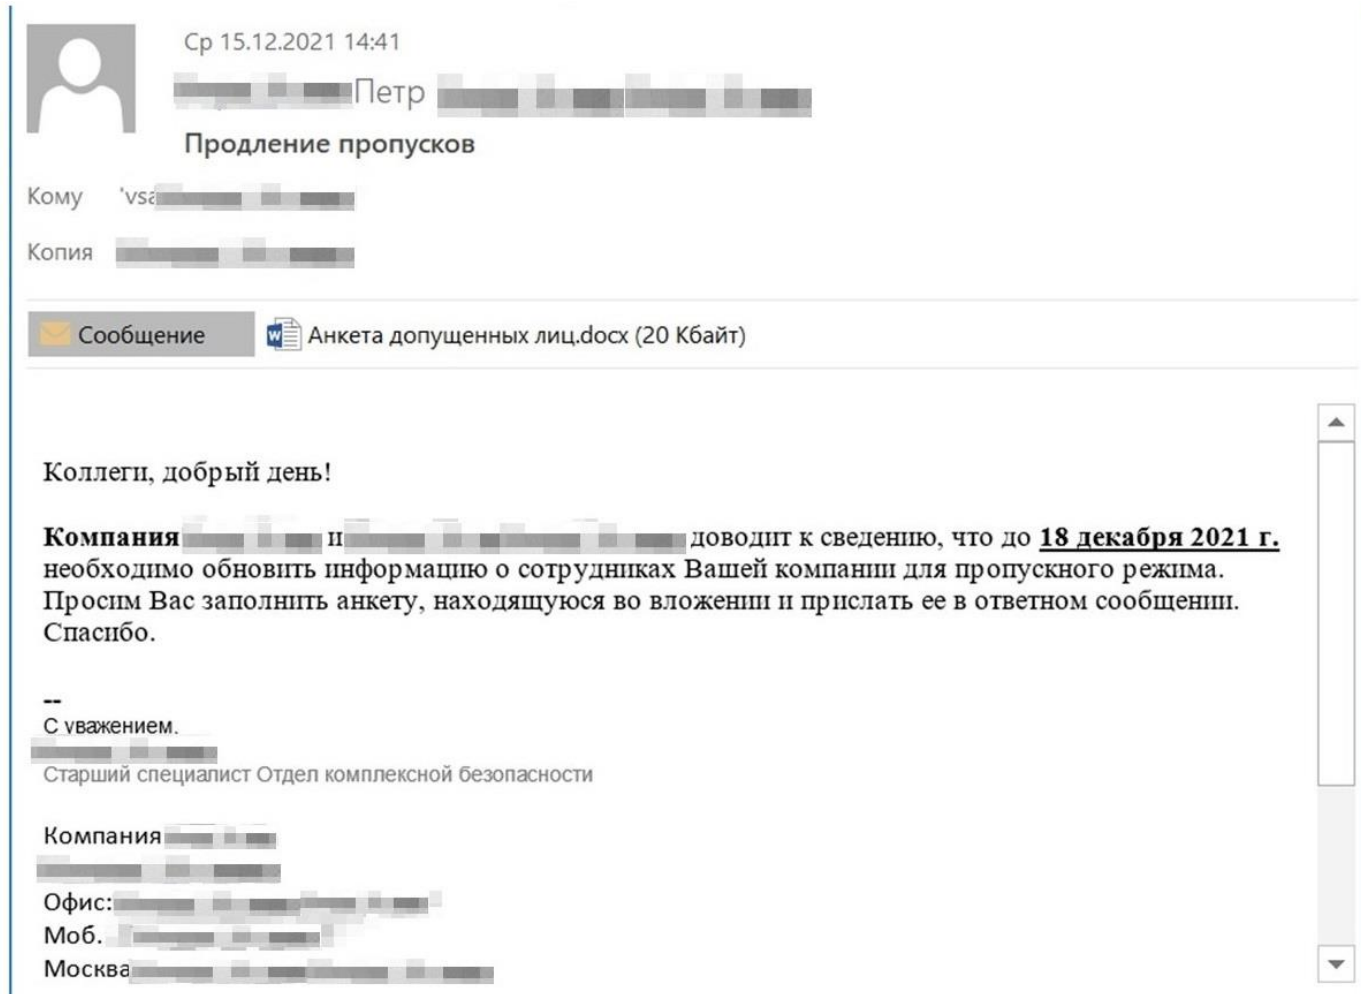 Ср 15.12.2021 14:41
Петр
Продление пропусков
Кому 'vsa
Копия
Сообщение Анкета допущенных лиц.docx (20 Кбайт)
Коллеги, добрый день!
Компания и доводит к сведению, что до 18 декабря 2021 г.
необходимо обновить информацию о сотрудниках Вашей компании для пропускного режима.
Просим Вас заполнить анкету, находящуюся во вложении и прислать ее в ответном сообщении.
Спасибо.
--
С уважением.
Старший специалист Отдел комплексной безопасности
Компания
Офис:
Моб.
Москва